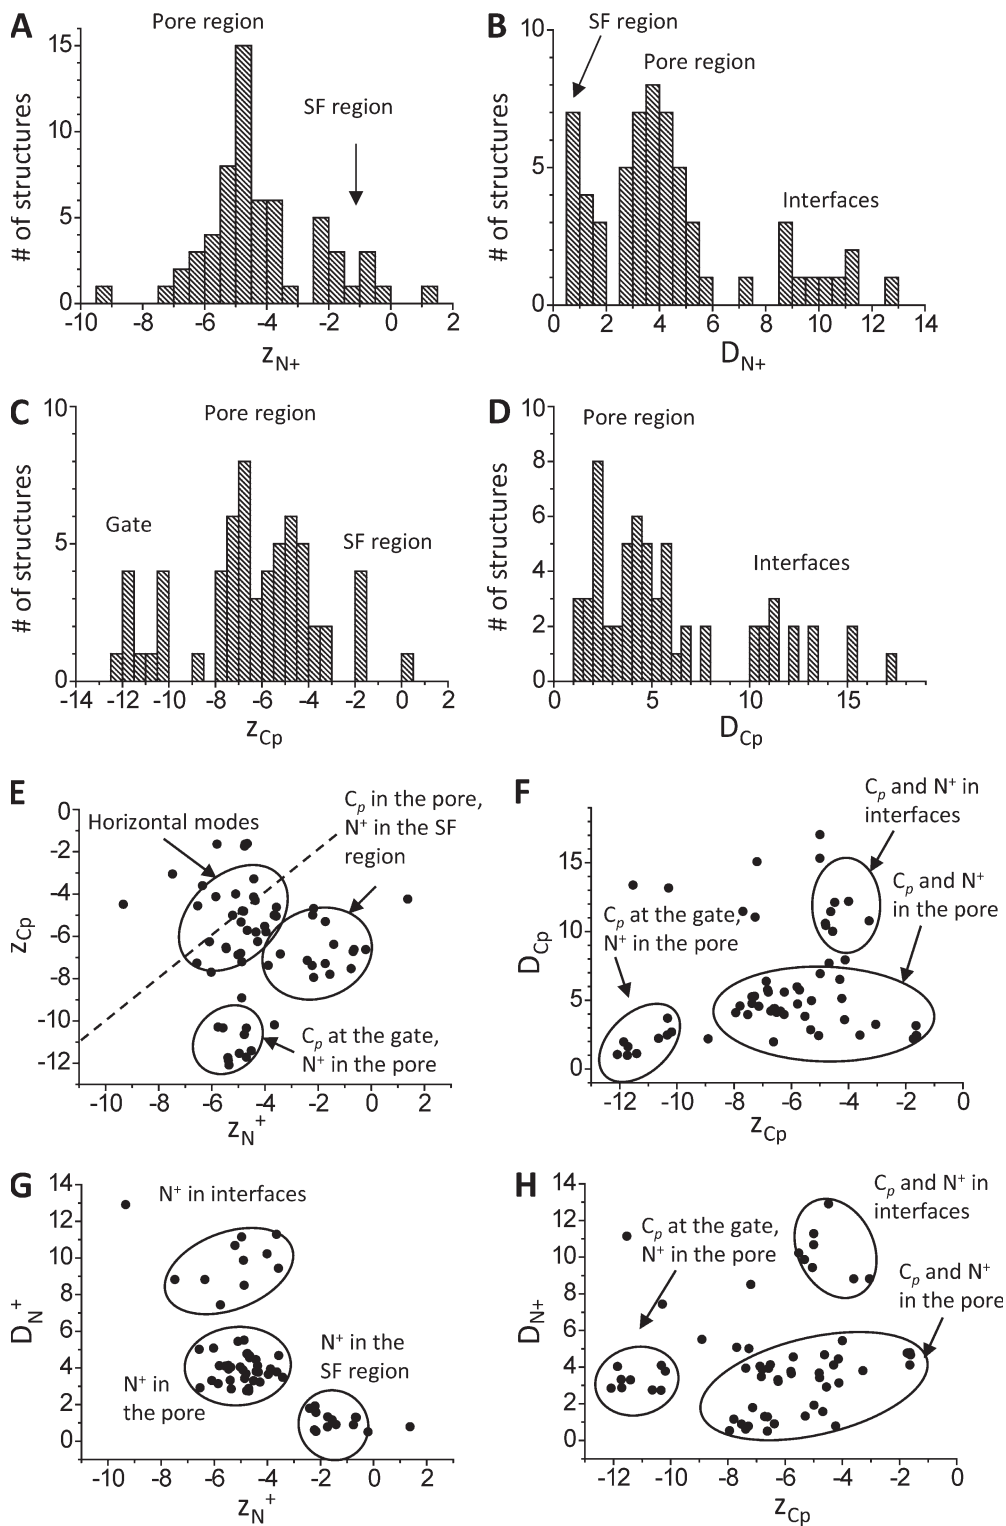 A
Pore region
SF region
# of structures
15
10
5
0
-10
-8
-6
-4
-2
0
2
z_N+
B
SF region
Pore region
Interfaces
# of structures
10
5
0
0
2
4
6
8
10
12
14
D_N+
C
Pore region
Gate
SF region
# of structures
10
5
0
-14
-12
-10
-8
-6
-4
-2
0
2
z_Cp
D
Pore region
Interfaces
# of structures
10
8
6
4
2
0
5
10
15
D_Cp
E
Horizontal modes
C_p in the pore,
N⁺ in the SF
region
C_p at the gate,
N⁺ in the pore
z_Cp
0
-2
-4
-6
-8
-10
-12
-10
-8
-6
-4
-2
0
2
z_N⁺
F
C_p and N⁺ in
interfaces
C_p and N⁺
in the pore
C_p at the gate,
N⁺ in the pore
D_Cp
15
10
5
0
-12
-10
-8
-6
-4
-2
0
z_Cp
G
N⁺ in interfaces
N⁺ in the
SF region
N⁺ in
the pore
D_N⁺
14
12
10
8
6
4
2
0
-10
-8
-6
-4
-2
0
2
z_N⁺
H
C_p and N⁺ in
interfaces
C_p at the gate,
N⁺ in the pore
C_p and N⁺
in the pore
D_N+
14
12
10
8
6
4
2
0
-12
-10
-8
-6
-4
-2
0
z_Cp